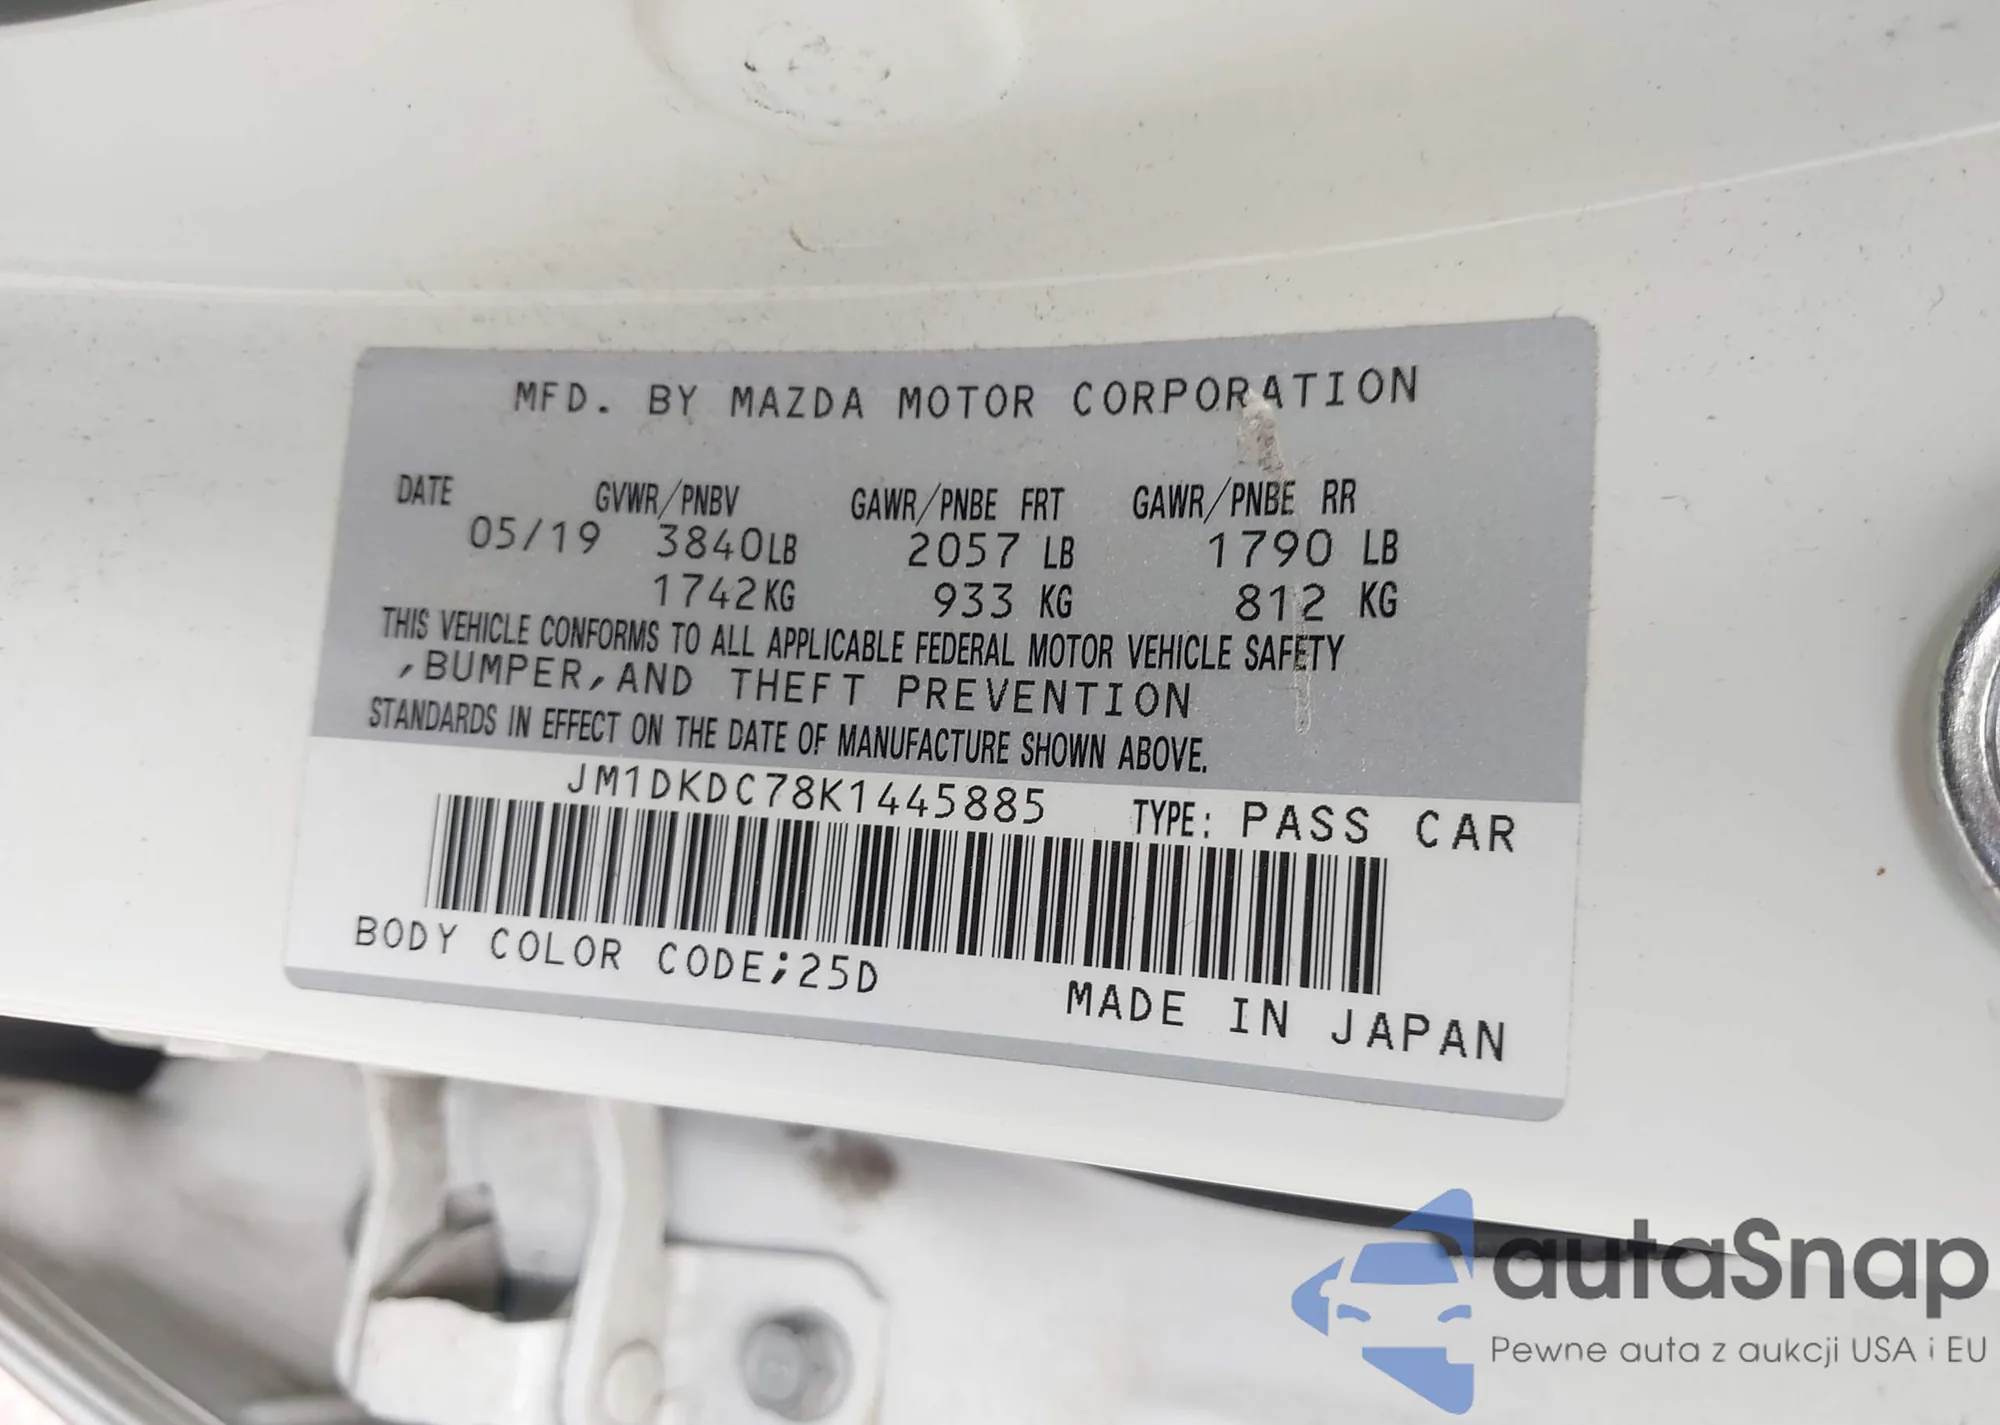 MFD. BY MAZDA MOTOR CORPORATION
DATE GVWR/PNBV GAWR/PNBE FRT GAWR/PNBE RR
05/19 3840LB 2057 LB 1790 LB
1742KG 933 KG 812 KG
THIS VEHICLE CONFORMS TO ALL APPLICABLE FEDERAL MOTOR VEHICLE SAFETY
,BUMPER,AND THEFT PREVENTION
STANDARDS IN EFFECT ON THE DATE OF MANUFACTURE SHOWN ABOVE.
JM1DKDC78K1445885 TYPE: PASS CAR
BODY COLOR CODE;25D
MADE IN JAPAN
autaSnap
Pewne auta z aukcji USA i EU